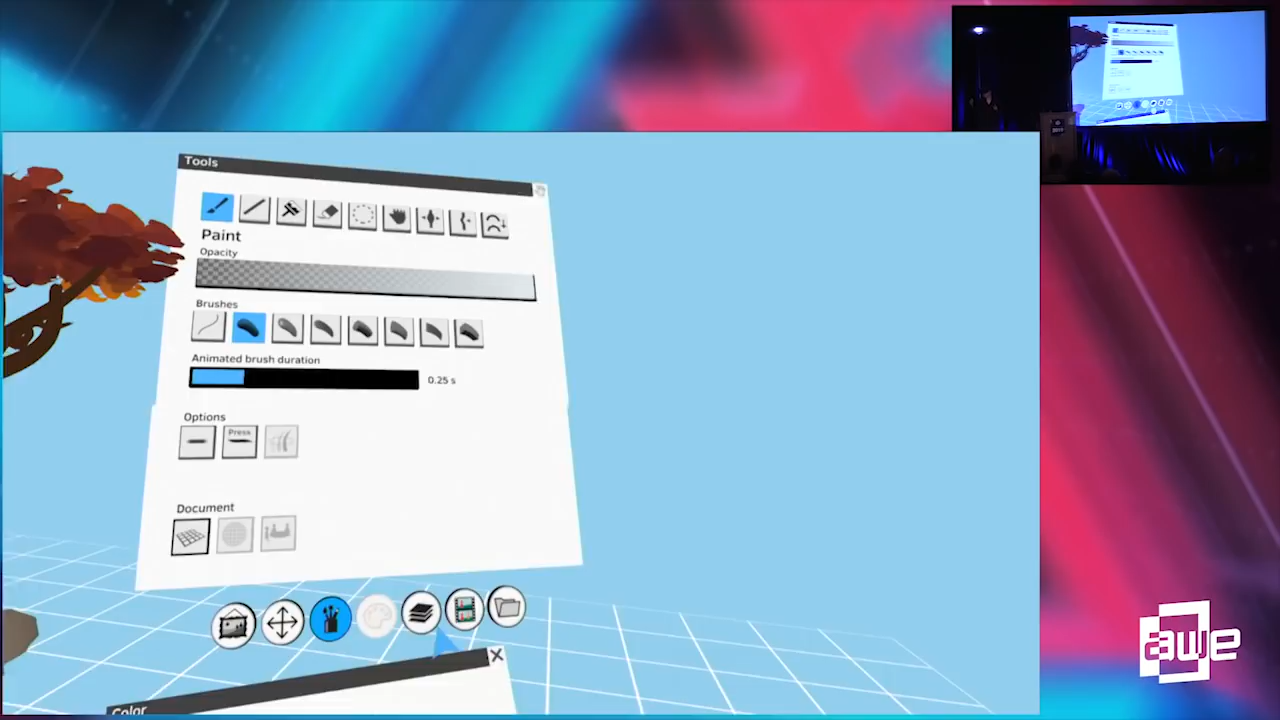 Tools
Paint
Opacity
Brushes
Animated brush duration
0.25 s
Options
Press
Document
Color
awe